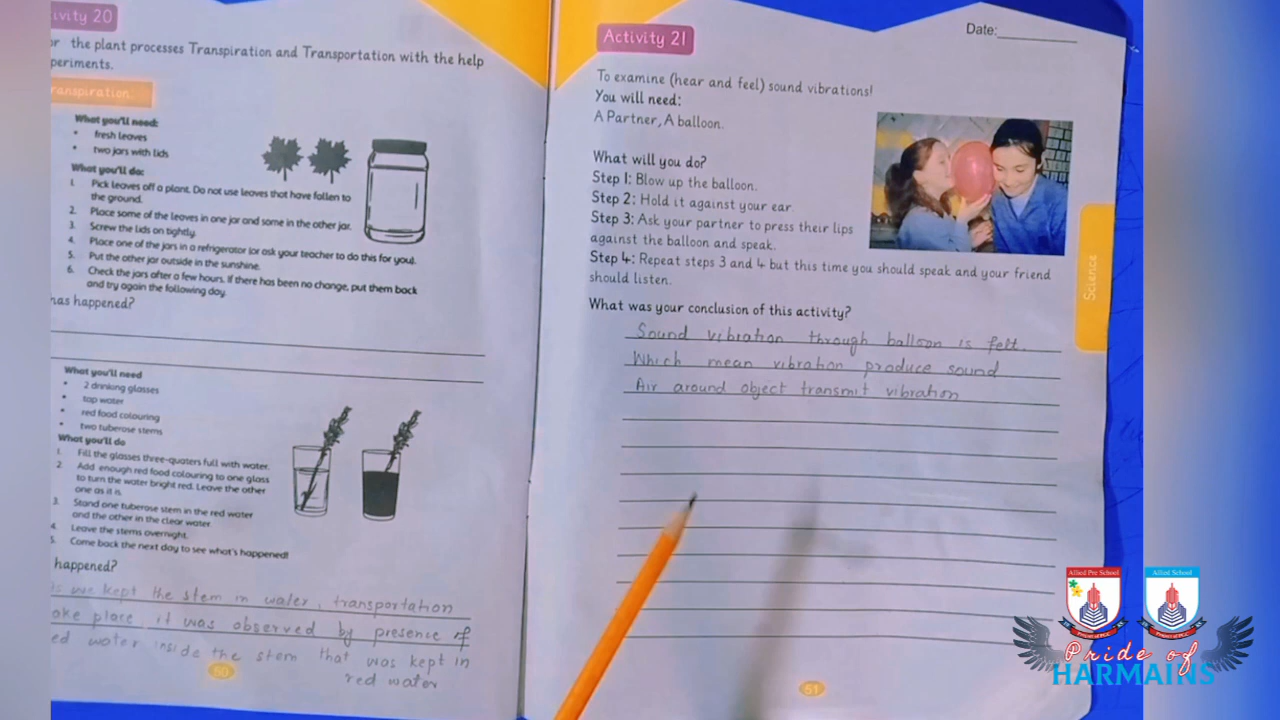 ivity 20
the plant processes Transpiration and Transportation with the help
periments.
ranspiration.
What you'll need:
• fresh leaves
• two jars with lids
What you'll do:
1. Pick leaves off a plant. Do not use leaves that have fallen to
the ground.
2. Place some of the leaves in one jar and some in the other jar.
3. Screw the lids on tightly.
4. Place one of the jars in a refrigerator (or ask your teacher to do this for you).
5. Put the other jar outside in the sunshine.
6. Check the jars after a few hours. If there has been no change, put them back
and try again the following day.
has happened?
What you'll need
• 2 drinking glasses
• tap water
• red food colouring
• two tuberose stems
What you'll do
1. Fill the glasses three-quaters full with water.
2. Add enough red food colouring to one glass
to turn the water bright red. Leave the other
one as it is.
3. Stand one tuberose stem in the red water
and the other in the clear water
4. Leave the stems overnight.
5. Come back the next day to see what's happened!
happened?
we kept the stem in water, transportation
ake place, it was observed by presence of
ed water inside the stem that was kept in
red water
50
Activity 21
Date:
To examine (hear and feel) sound vibrations!
You will need:
A Partner, A balloon.
What will you do?
Step 1: Blow up the balloon.
Step 2: Hold it against your ear.
Step 3: Ask your partner to press their lips
against the balloon and speak.
Step 4: Repeat steps 3 and 4 but this time you should speak and your friend
should listen.
What was your conclusion of this activity?
Sound vibration through balloon is felt.
Which mean vibration produce sound
Air around object transmit vibration
51
Science
Allied Pre School
Allied School
Pride of
HARMAINS